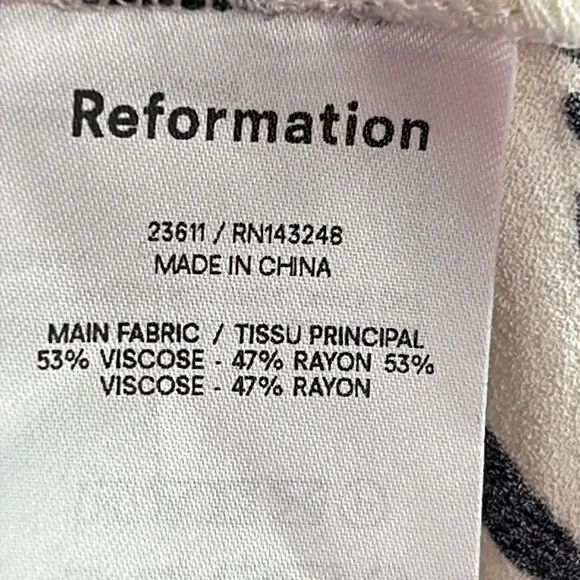 Reformation
23611 / RN143248
MADE IN CHINA
MAIN FABRIC / TISSU PRINCIPAL
53% VISCOSE - 47% RAYON 53%
VISCOSE - 47% RAYON